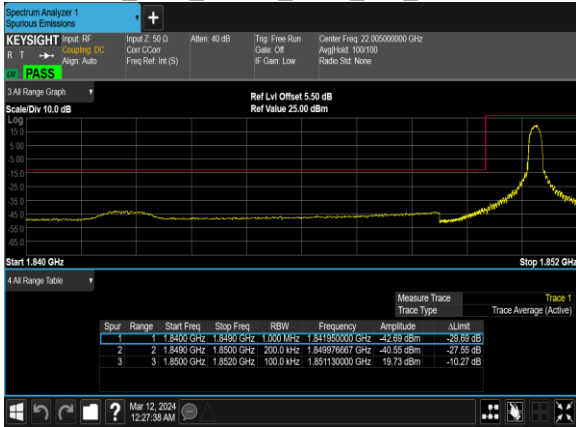 Spectrum Analyzer 1
Spurious Emissions
+
KEYSIGHT Input: RF Input Z: 50 Ω Atten: 40 dB Trig: Free Run Center Freq: 22.005000000 GHz
R T Coupling: DC Corr CCorr Gate: Off Avg|Hold: 100/100
Align: Auto Freq Ref: Int (S) IF Gain: Low Radio Std: None
LXI PASS
3 All Range Graph
Ref Lvl Offset 5.50 dB
Scale/Div 10.0 dB Ref Value 25.00 dBm
Log
15.0
5.00
-5.00
-15.0
-25.0
-35.0
-45.0
-55.0
-65.0
Start 1.840 GHz Stop 1.852 GHz
4 All Range Table
Measure Trace Trace 1
Trace Type Trace Average (Active)
Spur Range Start Freq Stop Freq RBW Frequency Amplitude ΔLimit
1 1 1.8400 GHz 1.8490 GHz 1.000 MHz 1.841950000 GHz -42.69 dBm -29.69 dB
2 2 1.8490 GHz 1.8500 GHz 200.0 kHz 1.849976667 GHz -40.55 dBm -27.55 dB
3 3 1.8500 GHz 1.8520 GHz 100.0 kHz 1.851130000 GHz 19.73 dBm -10.27 dB
? Mar 12, 2024
12:27:38 AM